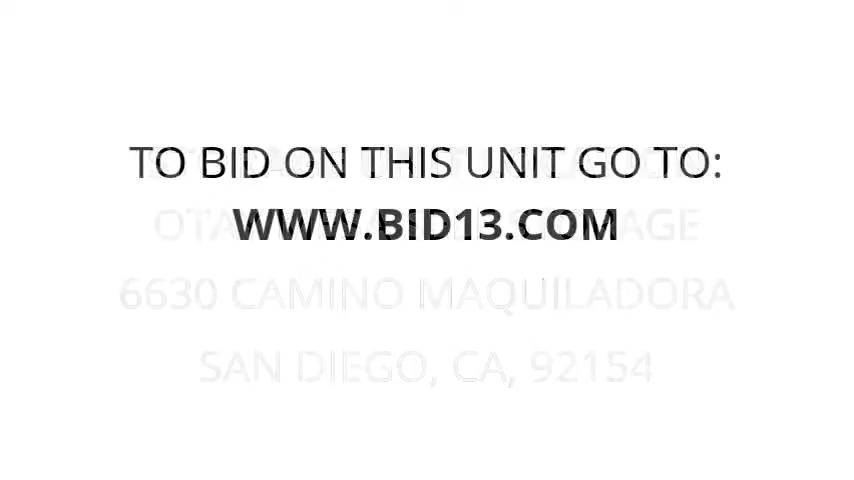 TO BID ON THIS UNIT GO TO:
WWW.BID13.COM
6630 CAMINO MAQUILADORA
SAN DIEGO, CA, 92154